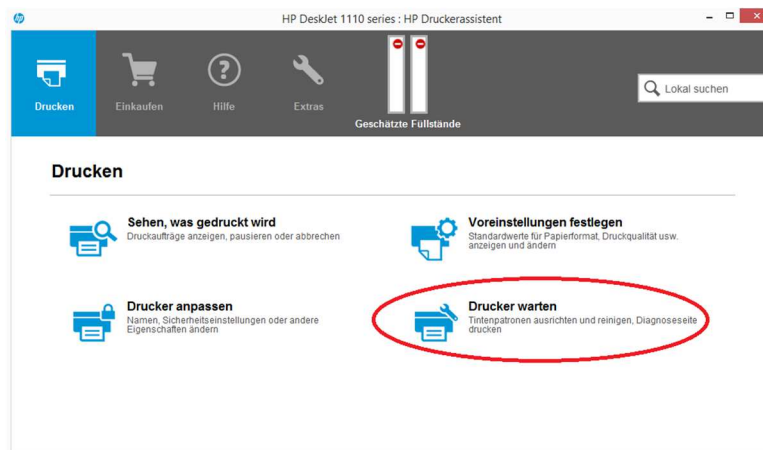 HP DeskJet 1110 series : HP Druckerassistent
Drucken
Einkaufen
Hilfe
Extras
Geschätzte Füllstände
Lokal suchen
Drucken
Sehen, was gedruckt wird
Druckaufträge anzeigen, pausieren oder abbrechen
Voreinstellungen festlegen
Standardwerte für Papierformat, Druckqualität usw.
anzeigen und ändern
Drucker anpassen
Namen, Sicherheitseinstellungen oder andere
Eigenschaften ändern
Drucker warten
Tintenpatronen ausrichten und reinigen, Diagnoseseite
drucken